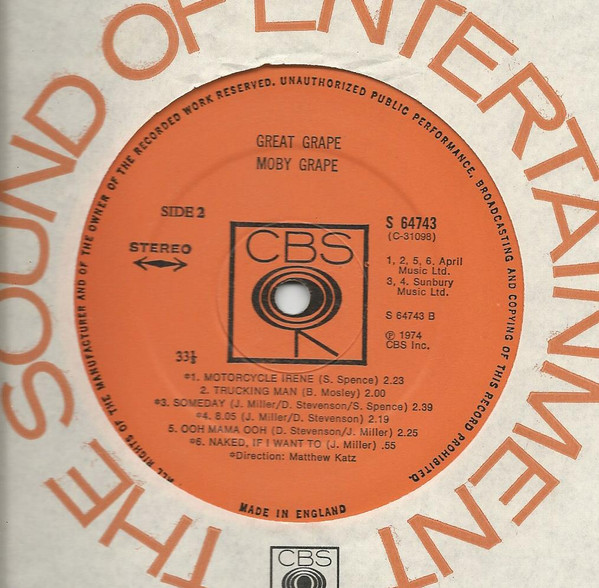 THE SOUND OF ENTERTAINMENT
ALL RIGHTS OF THE MANUFACTURER AND OF THE OWNER OF THE RECORDED WORK RESERVED. UNAUTHORIZED PUBLIC PERFORMANCE, BROADCASTING AND COPYING OF THIS RECORD PROHIBITED.
GREAT GRAPE
MOBY GRAPE
SIDE 2
STEREO
CBS
S 64743
(C-31098)
1, 2, 5, 6. April
Music Ltd.
3, 4. Sunbury
Music Ltd.
S 64743 B
℗ 1974
CBS Inc.
33⅓
*1. MOTORCYCLE IRENE (S. Spence) 2.23
2. TRUCKING MAN (B. Mosley) 2.00
*3. SOMEDAY (J. Miller/D. Stevenson/S. Spence) 2.39
*4. 8.05 (J. Miller/D. Stevenson) 2.19
5. OOH MAMA OOH (D. Stevenson/J. Miller) 2.25
*6. NAKED, IF I WANT TO (J. Miller) .55
*Direction: Matthew Katz
MADE IN ENGLAND
CBS